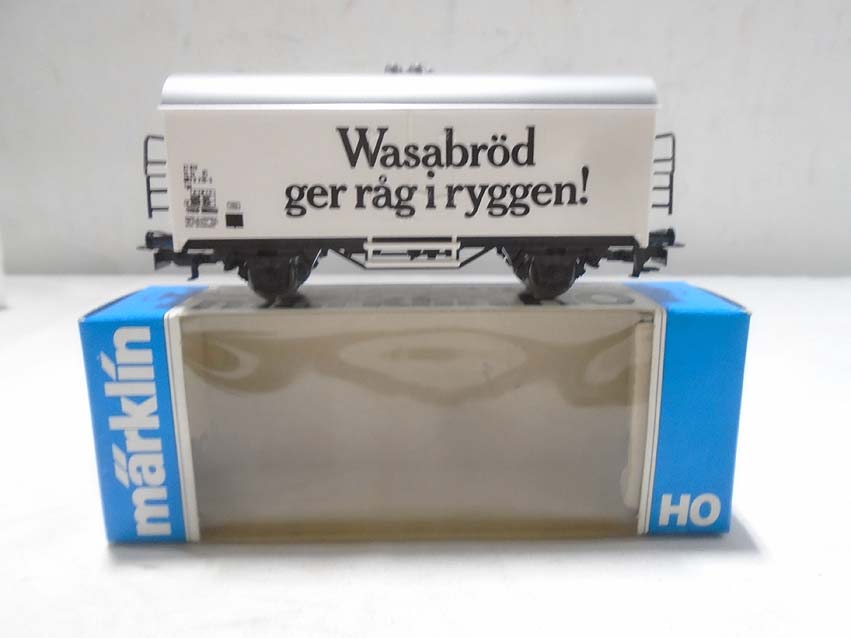 Wasabröd
ger råg i ryggen!
märklin
HO